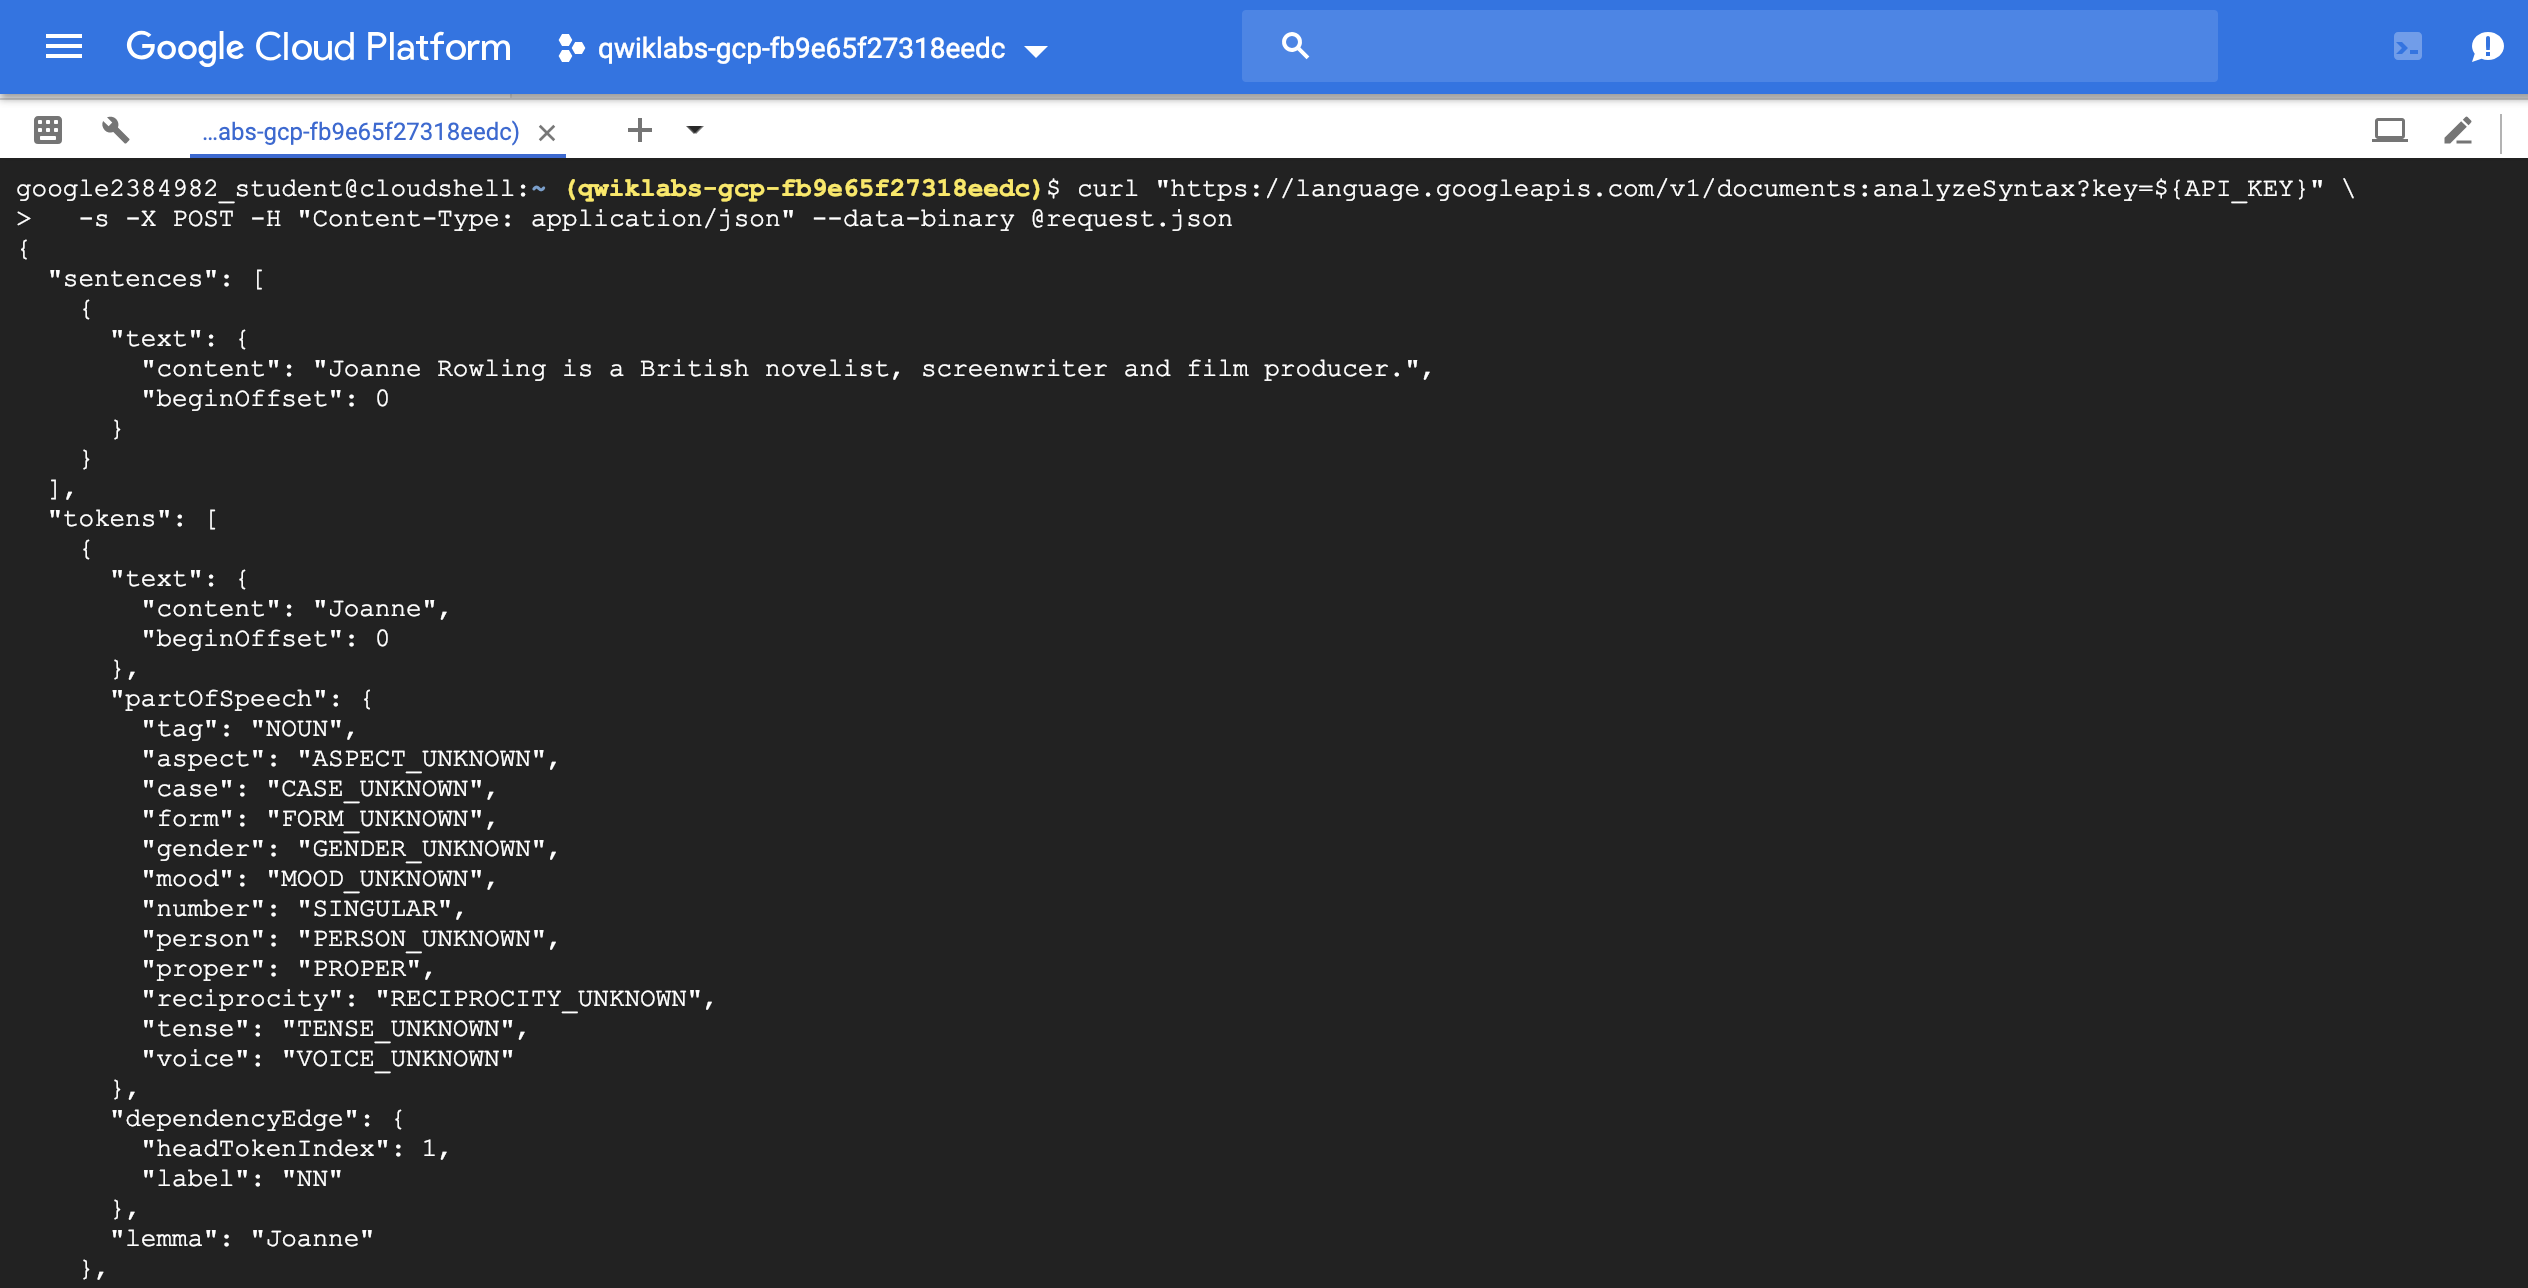 Google Cloud Platform qwiklabs-gcp-fb9e65f27318eedc
...abs-gcp-fb9e65f27318eedc)
google2384982_student@cloudshell:~ (qwiklabs-gcp-fb9e65f27318eedc)$ curl "https://language.googleapis.com/v1/documents:analyzeSyntax?key=${API_KEY}" \
>   -s -X POST -H "Content-Type: application/json" --data-binary @request.json
{
  "sentences": [
    {
      "text": {
        "content": "Joanne Rowling is a British novelist, screenwriter and film producer.",
        "beginOffset": 0
      }
    }
  ],
  "tokens": [
    {
      "text": {
        "content": "Joanne",
        "beginOffset": 0
      },
      "partOfSpeech": {
        "tag": "NOUN",
        "aspect": "ASPECT_UNKNOWN",
        "case": "CASE_UNKNOWN",
        "form": "FORM_UNKNOWN",
        "gender": "GENDER_UNKNOWN",
        "mood": "MOOD_UNKNOWN",
        "number": "SINGULAR",
        "person": "PERSON_UNKNOWN",
        "proper": "PROPER",
        "reciprocity": "RECIPROCITY_UNKNOWN",
        "tense": "TENSE_UNKNOWN",
        "voice": "VOICE_UNKNOWN"
      },
      "dependencyEdge": {
        "headTokenIndex": 1,
        "label": "NN"
      },
      "lemma": "Joanne"
    },